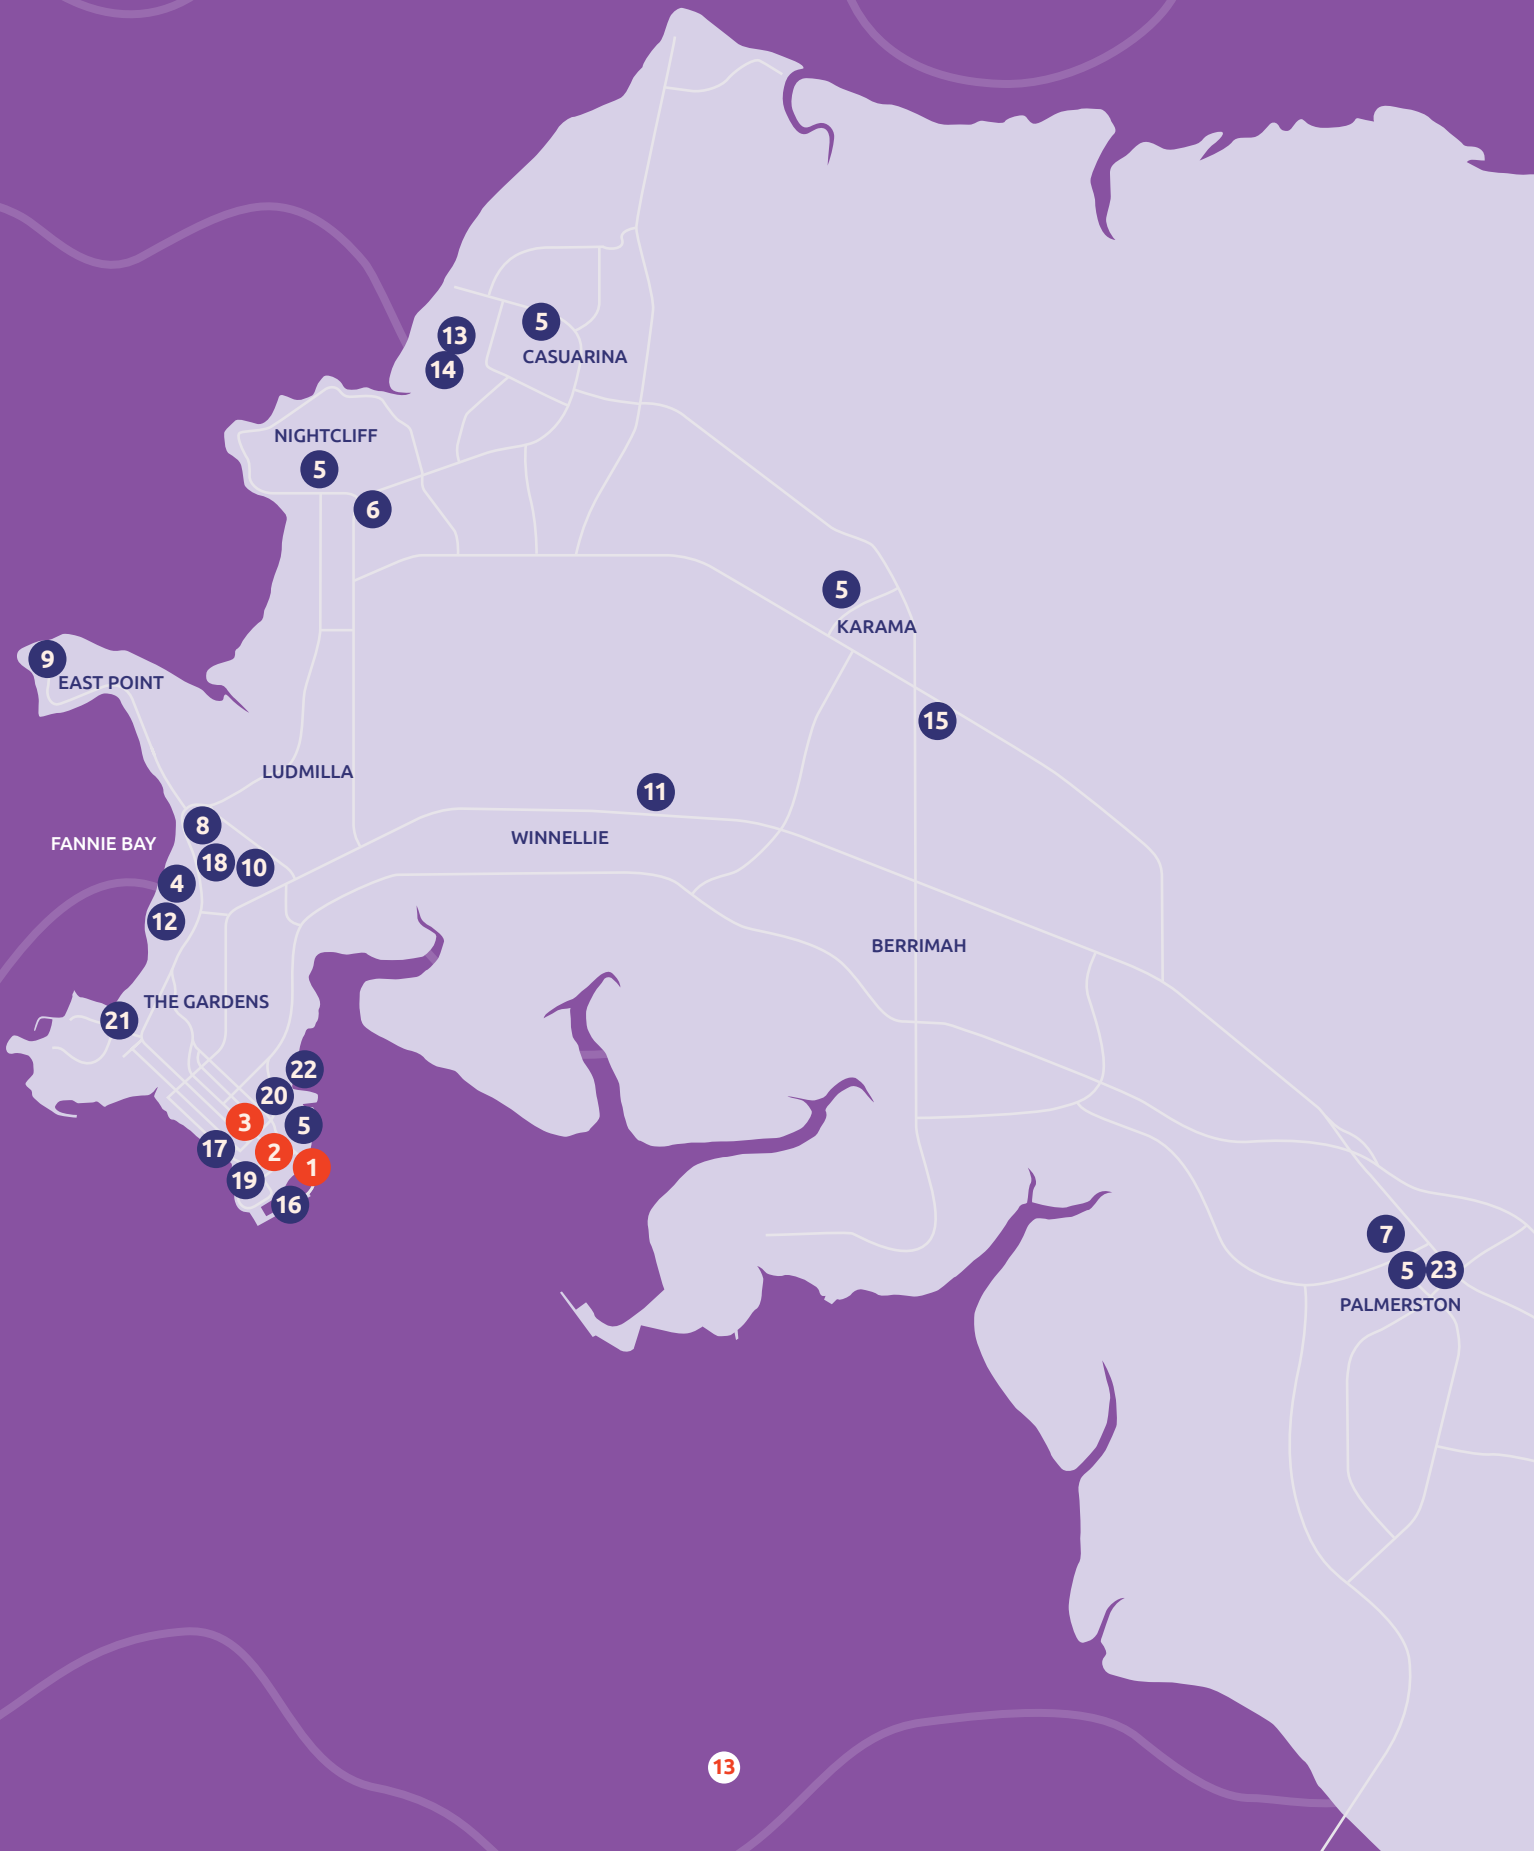 5
13
CASUARINA
14
NIGHTCLIFF
5
6
5
KARAMA
9
EAST POINT
15
LUDMILLA
11
8
WINNELLIE
FANNIE BAY
18
10
4
12
BERRIMAH
THE GARDENS
21
22
20
3
5
17
2
1
19
16
7
5
23
PALMERSTON
13